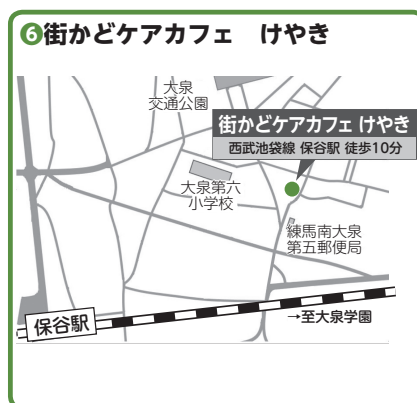 ❻街かどケアカフェ　けやき
大泉
交通公園
街かどケアカフェ けやき
西武池袋線 保谷駅 徒歩10分
大泉第六
小学校
練馬南大泉
第五郵便局
保谷駅
→至大泉学園